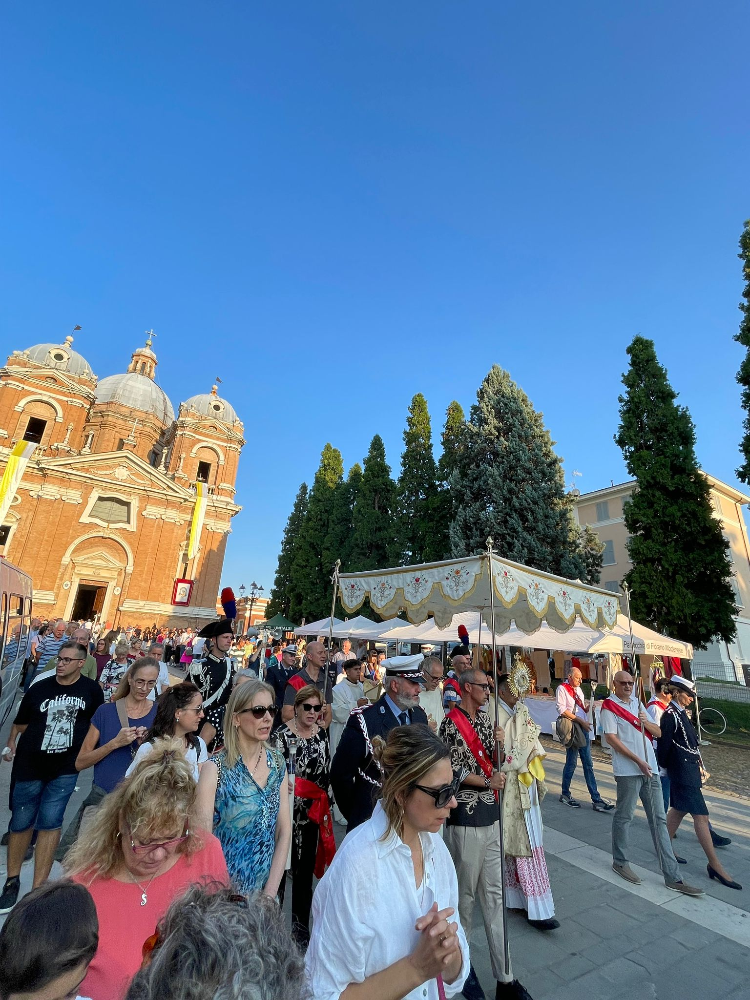 UNITALSI
Parrocchia di Fiorano Modenese
California
Los Angeles